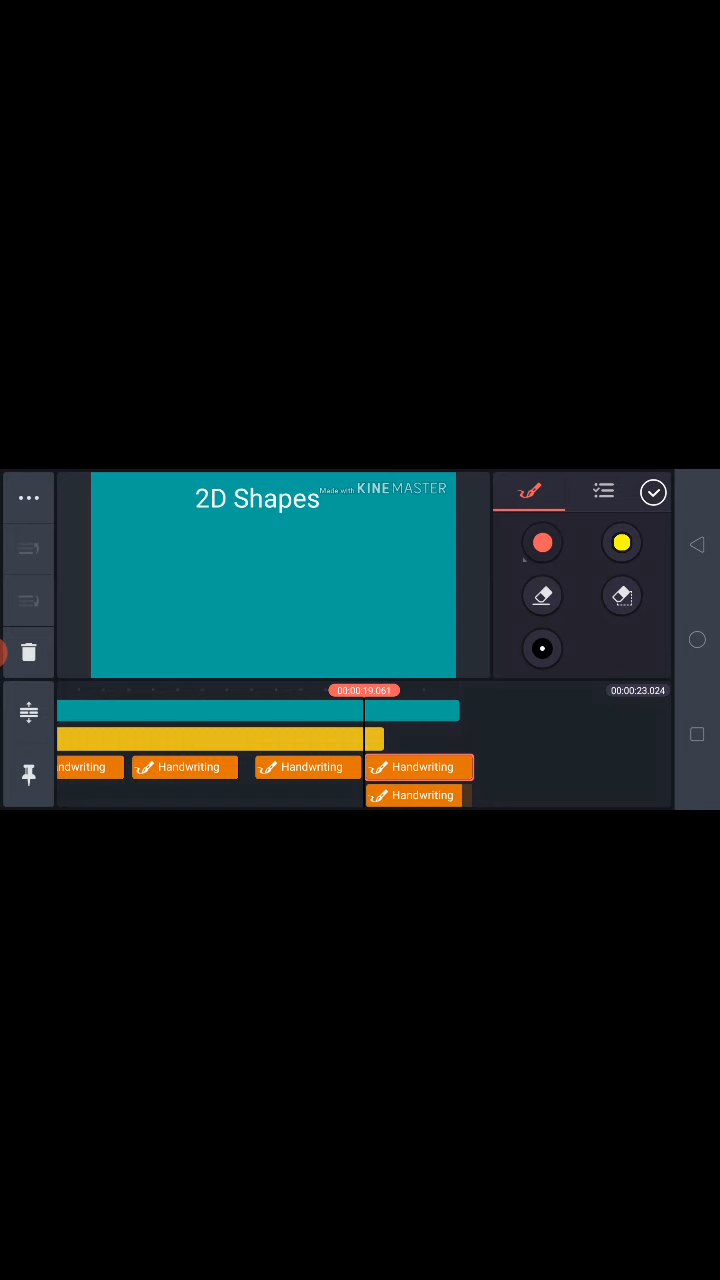 2D Shapes
Made with KINEMASTER
00:00:19.061
00:00:23.024
ndwriting
Handwriting
Handwriting
Handwriting
Handwriting